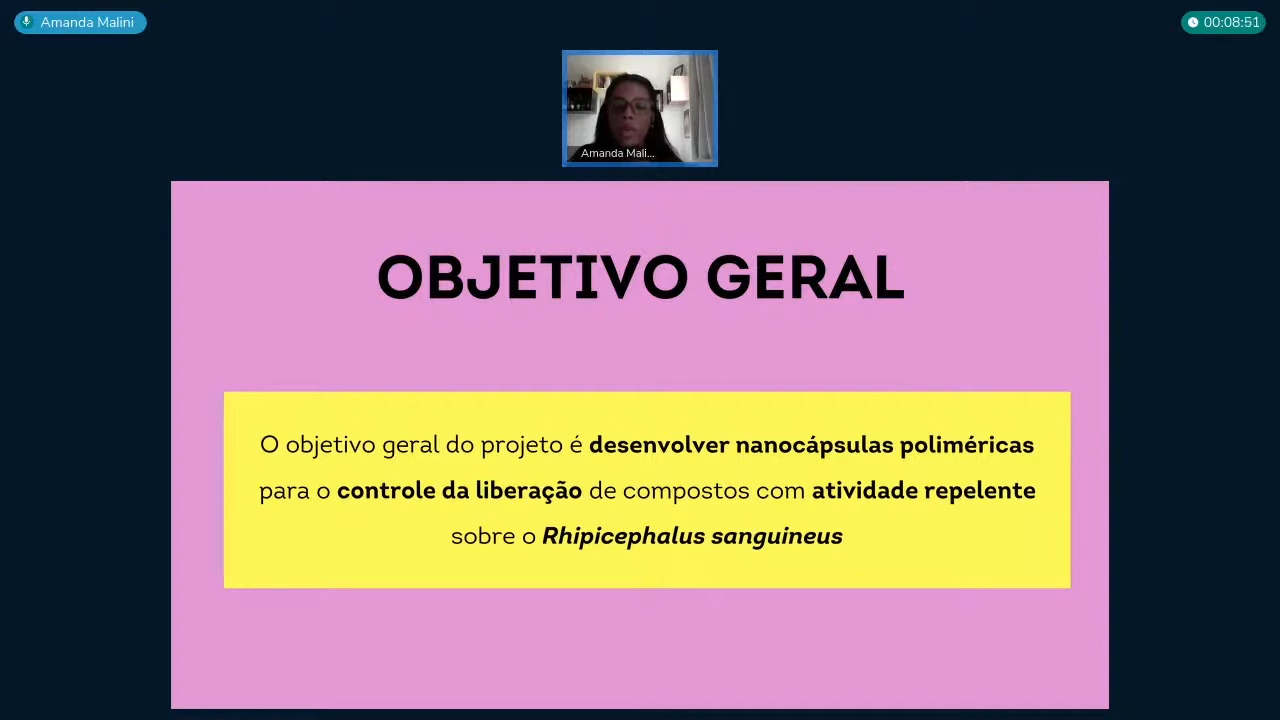 Amanda Malini
00:08:51
Amanda Mali...
OBJETIVO GERAL
O objetivo geral do projeto é desenvolver nanocápsulas poliméricas
para o controle da liberação de compostos com atividade repelente
sobre o Rhipicephalus sanguineus